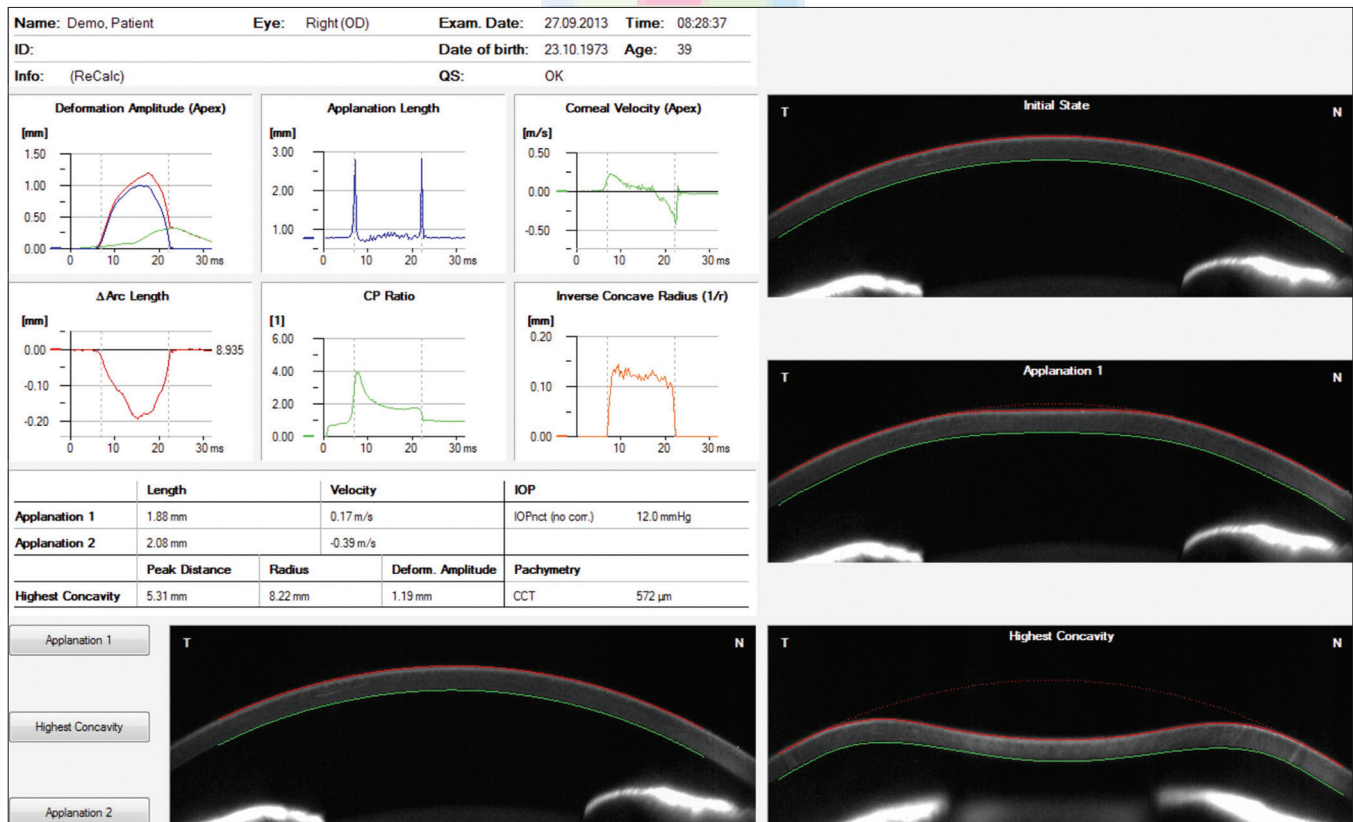 Name: Demo, Patient Eye: Right (OD) Exam. Date: 27.09.2013 Time: 08:28:37
ID: Date of birth: 23.10.1973 Age: 39
Info: (ReCalc) QS: OK
Deformation Amplitude (Apex)
[mm]
1.50
1.00
0.50
0.00
0 10 20 30 ms
Applanation Length
[mm]
3.00
2.00
1.00
0 10 20 30 ms
Corneal Velocity (Apex)
[m/s]
0.50
0.00
-0.50
0 10 20 30 ms
Δ Arc Length
[mm]
0.00 8.935
-0.10
-0.20
0 10 20 30 ms
CP Ratio
[1]
6.00
4.00
2.00
0.00
0 10 20 30 ms
Inverse Concave Radius (1/r)
[mm]
0.20
0.10
0.00
10 20 30 ms
Length Velocity IOP
Applanation 1 1.88 mm 0.17 m/s IOPnct (no corr.) 12.0 mmHg
Applanation 2 2.08 mm -0.39 m/s
Peak Distance Radius Deform. Amplitude Pachymetry
Highest Concavity 5.31 mm 8.22 mm 1.19 mm CCT 572 µm
Applanation 1
Highest Concavity
Applanation 2
T N
T Initial State N
T Applanation 1 N
T Highest Concavity N